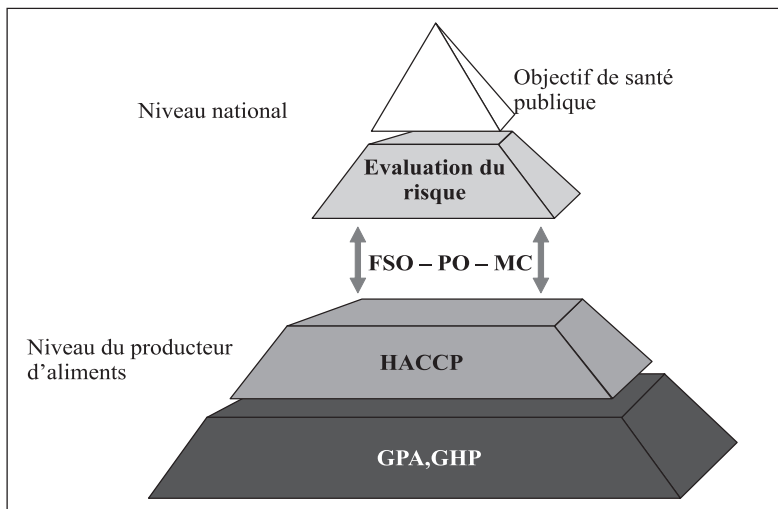 Objectif de santé
publique
Niveau national
Evaluation du
risque
FSO – PO – MC
Niveau du producteur
d’aliments
HACCP
GPA,GHP